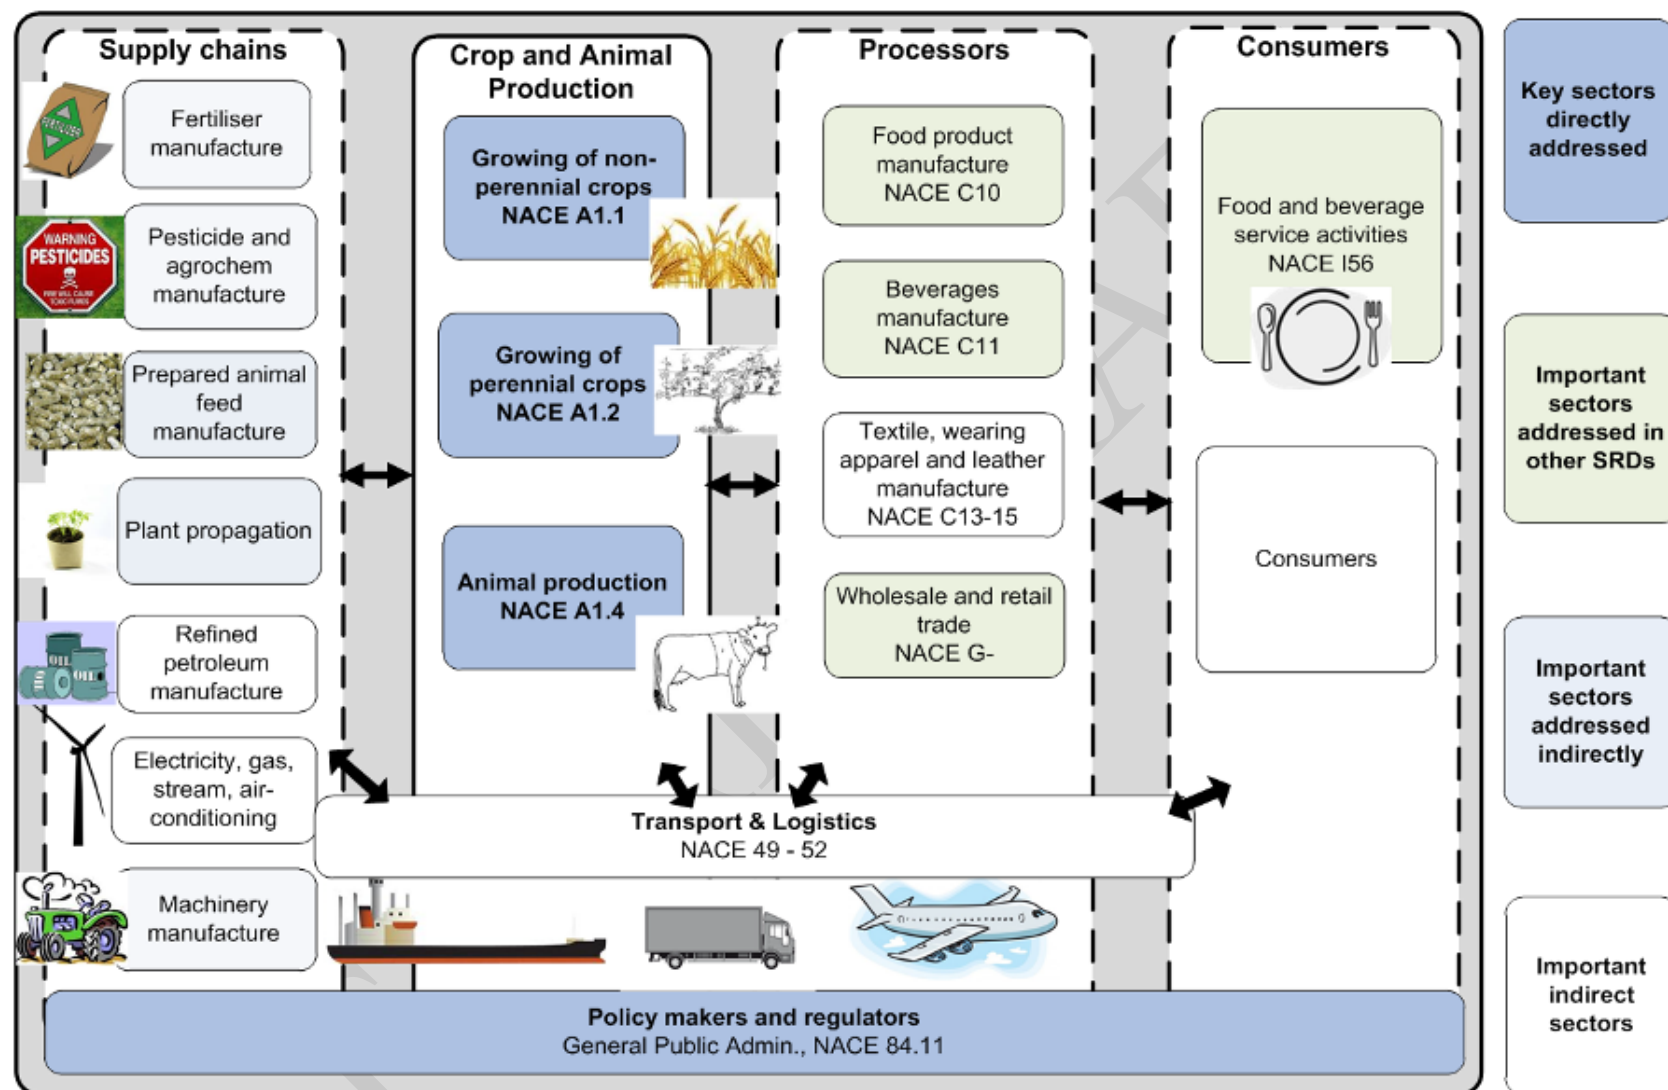 Supply chains
Fertiliser
manufacture
FERTILIZER
WARNING
PESTICIDES
Pesticide and
agrochem
manufacture
Prepared animal
feed
manufacture
Plant propagation
Refined
petroleum
manufacture
OIL
OIL
Electricity, gas,
stream, air-
conditioning
Machinery
manufacture
Crop and Animal
Production
Growing of non-
perennial crops
NACE A1.1
Growing of
perennial crops
NACE A1.2
Animal production
NACE A1.4
Processors
Food product
manufacture
NACE C10
Beverages
manufacture
NACE C11
Textile, wearing
apparel and leather
manufacture
NACE C13-15
Wholesale and retail
trade
NACE G-
Consumers
Food and beverage
service activities
NACE I56
Consumers
Transport & Logistics
NACE 49 - 52
Policy makers and regulators
General Public Admin., NACE 84.11
Key sectors
directly
addressed
Important
sectors
addressed in
other SRDs
Important
sectors
addressed
indirectly
Important
indirect
sectors